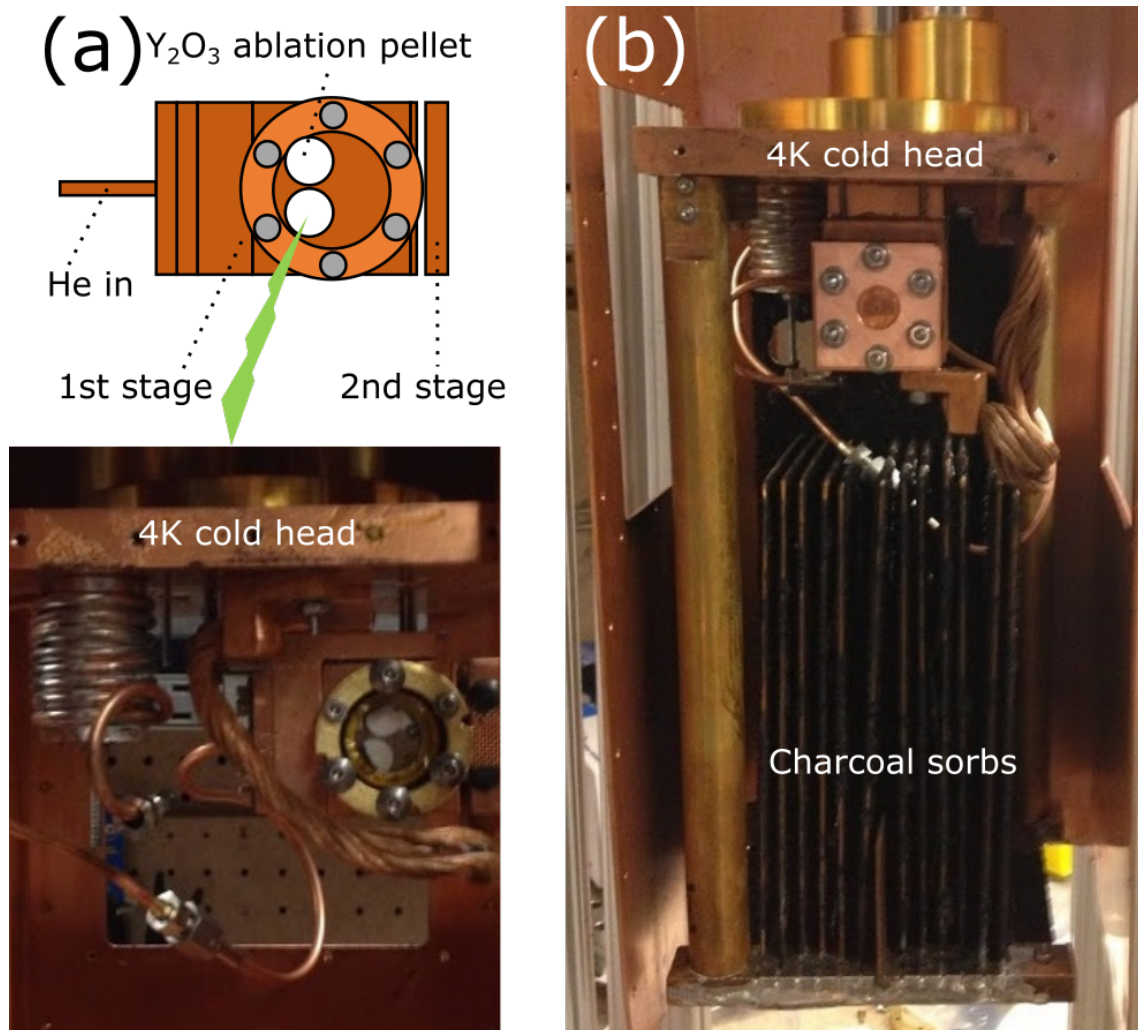 (a)
Y₂O₃ ablation pellet
He in
1st stage
2nd stage
4K cold head
(b)
4K cold head
Charcoal sorbs